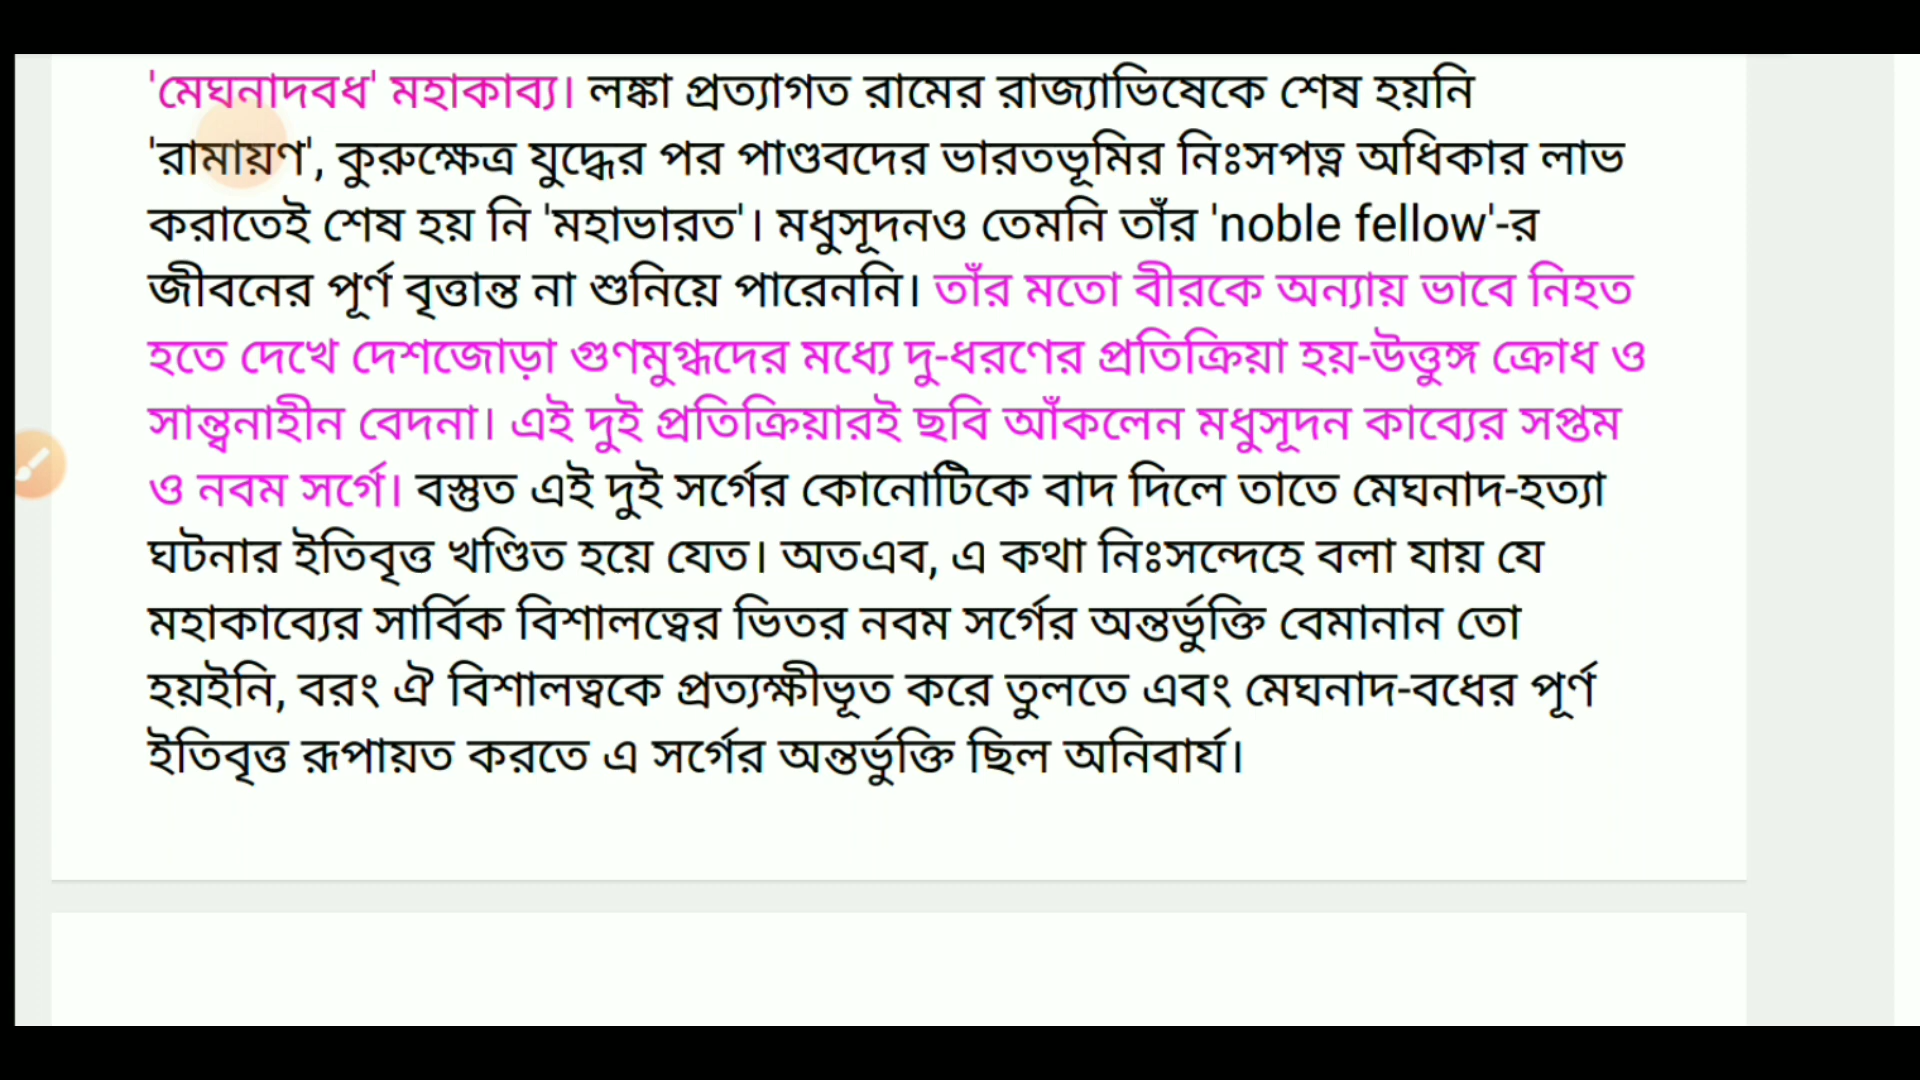 'মেঘনাদবধ' মহাকাব্য। লঙ্কা প্রত্যাগত রামের রাজ্যাভিষেকে শেষ হয়নি
'রামায়ণ', কুরুক্ষেত্র যুদ্ধের পর পাণ্ডবদের ভারতভূমির নিঃসপত্ন অধিকার লাভ
করাতেই শেষ হয় নি 'মহাভারত'। মধুসূদনও তেমনি তাঁর 'noble fellow'-র
জীবনের পূর্ণ বৃত্তান্ত না শুনিয়ে পারেননি। তাঁর মতো বীরকে অন্যায় ভাবে নিহত
হতে দেখে দেশজোড়া গুণমুগ্ধদের মধ্যে দু-ধরণের প্রতিক্রিয়া হয়-উত্তুঙ্গ ক্রোধ ও
সান্ত্বনাহীন বেদনা। এই দুই প্রতিক্রিয়ারই ছবি আঁকলেন মধুসূদন কাব্যের সপ্তম
ও নবম সর্গে। বস্তুত এই দুই সর্গের কোনোটিকে বাদ দিলে তাতে মেঘনাদ-হত্যা
ঘটনার ইতিবৃত্ত খণ্ডিত হয়ে যেত। অতএব, এ কথা নিঃসন্দেহে বলা যায় যে
মহাকাব্যের সার্বিক বিশালত্বের ভিতর নবম সর্গের অন্তর্ভুক্তি বেমানান তো
হয়ইনি, বরং ঐ বিশালত্বকে প্রত্যক্ষীভূত করে তুলতে এবং মেঘনাদ-বধের পূর্ণ
ইতিবৃত্ত রূপায়ত করতে এ সর্গের অন্তর্ভুক্তি ছিল অনিবার্য।